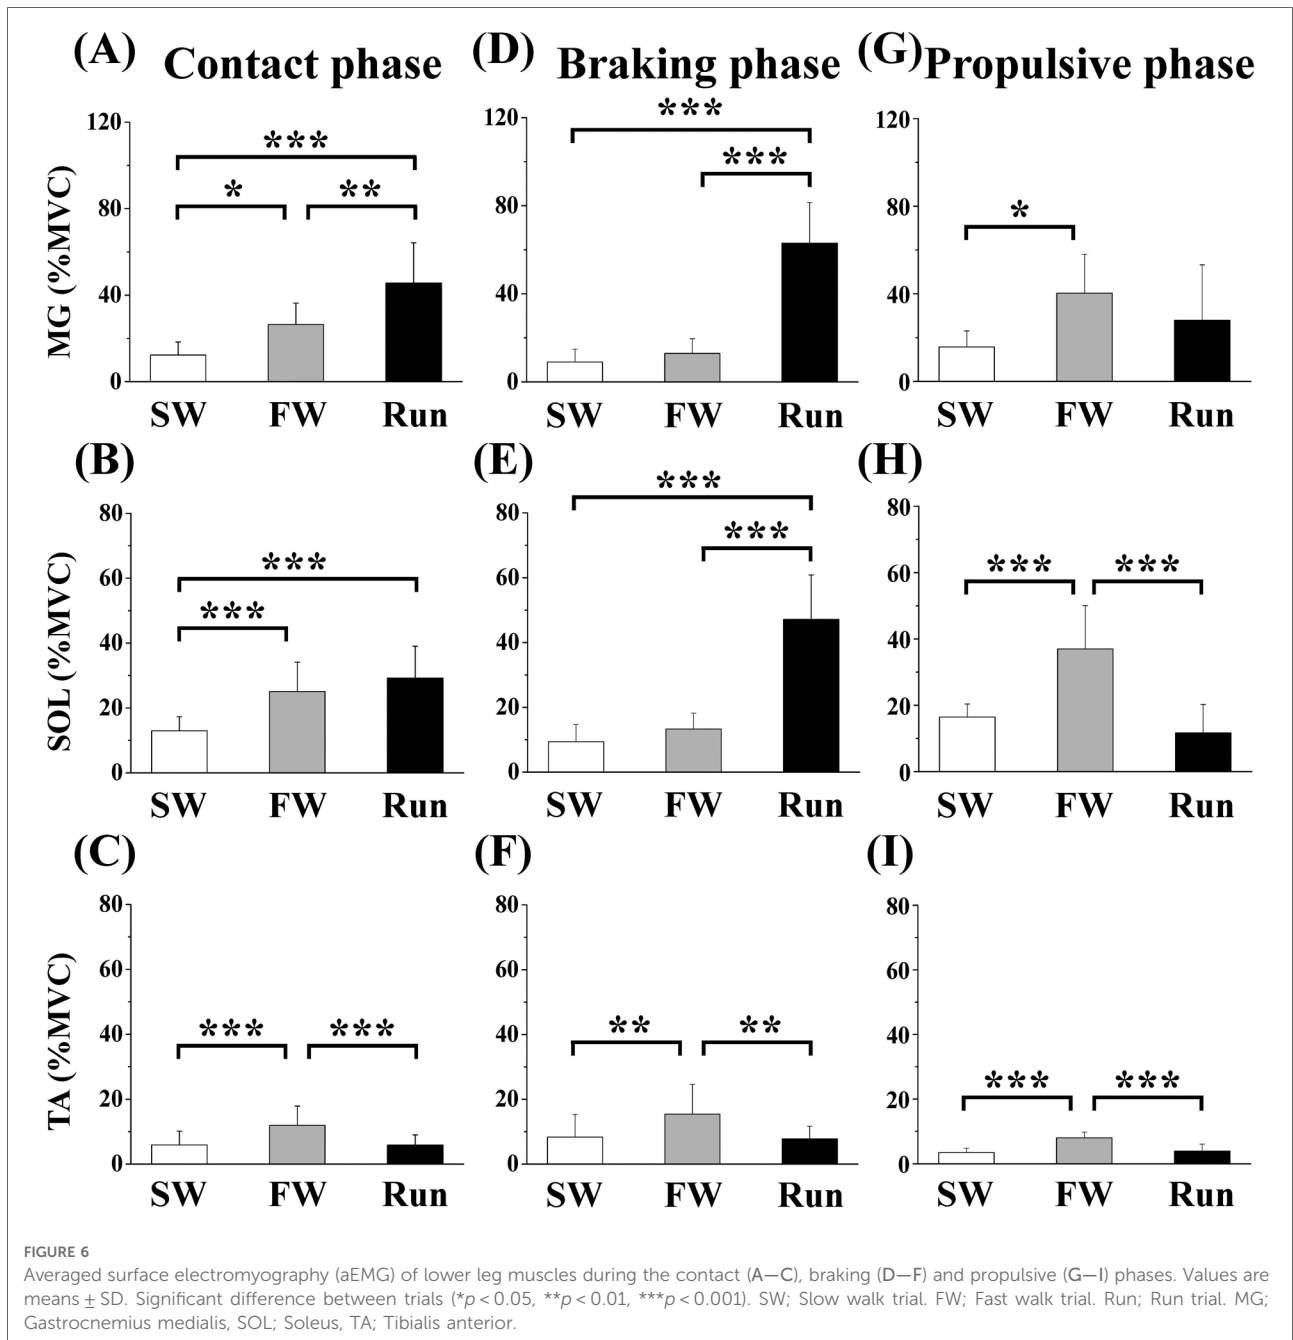 (A) Contact phase
(D) Braking phase
(G) Propulsive phase
MG (%MVC)
120
80
40
0
***
*
**
SW FW Run
120
80
40
0
***
***
SW FW Run
120
80
40
0
*
SW FW Run
(B)
SOL (%MVC)
80
60
40
20
0
***
***
SW FW Run
(E)
80
60
40
20
0
***
***
SW FW Run
(H)
80
60
40
20
0
*** ***
SW FW Run
(C)
TA (%MVC)
80
60
40
20
0
*** ***
SW FW Run
(F)
80
60
40
20
0
** **
SW FW Run
(I)
80
60
40
20
0
*** ***
SW FW Run
FIGURE 6
Averaged surface electromyography (aEMG) of lower leg muscles during the contact (A–C), braking (D–F) and propulsive (G–I) phases. Values are
means ± SD. Significant difference between trials (*p < 0.05, **p < 0.01, ***p < 0.001). SW; Slow walk trial. FW; Fast walk trial. Run; Run trial. MG;
Gastrocnemius medialis, SOL; Soleus, TA; Tibialis anterior.